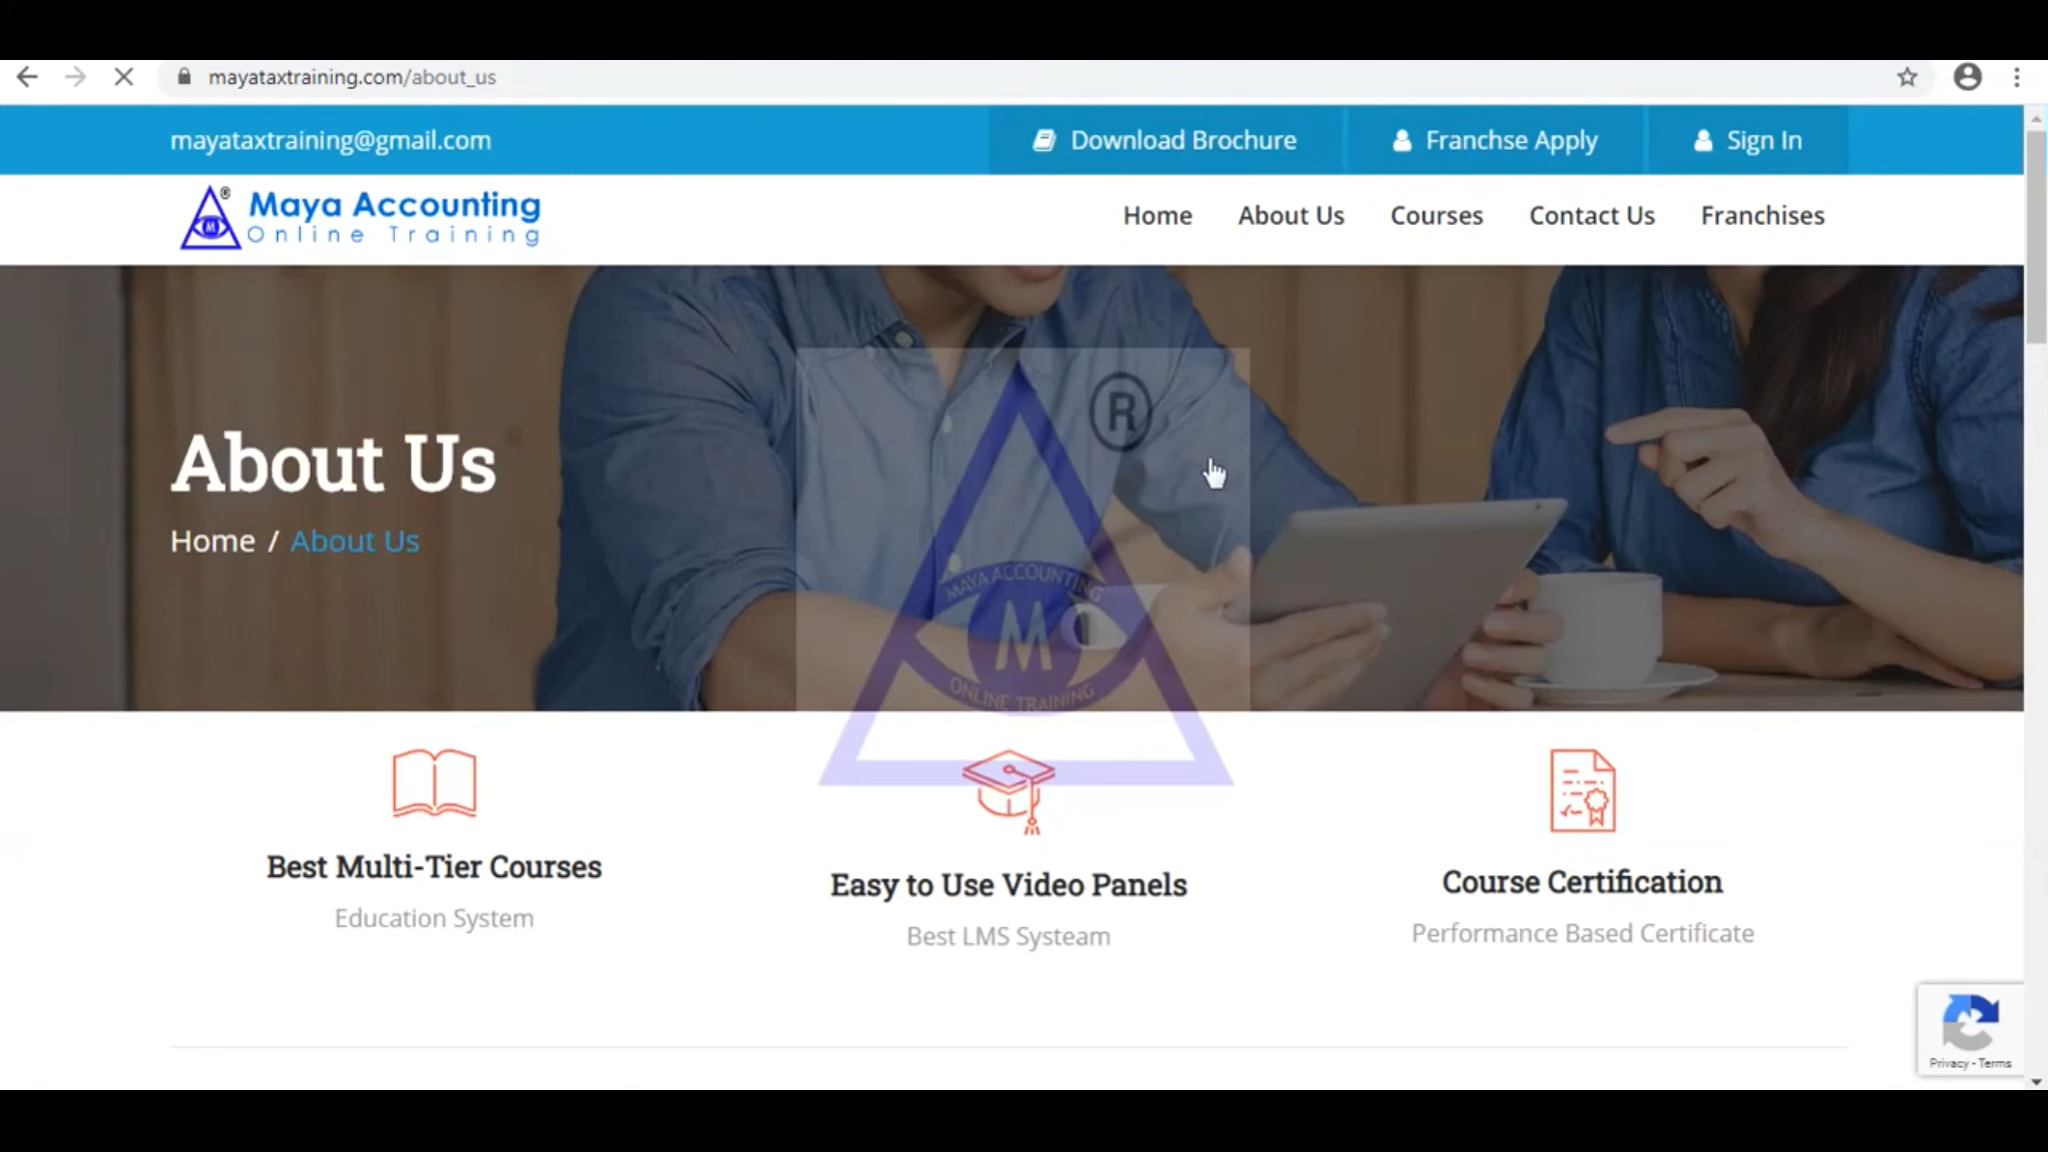 mayataxtraining.com/about_us
mayataxtraining@gmail.com
Download Brochure
Franchse Apply
Sign In
M
®
Maya Accounting
Online Training
Home
About Us
Courses
Contact Us
Franchises
About Us
Home / About Us
®
MAYA ACCOUNTING
M
ONLINE TRAINING
Best Multi-Tier Courses
Education System
Easy to Use Video Panels
Best LMS Systeam
Course Certification
Performance Based Certificate
Privacy - Terms